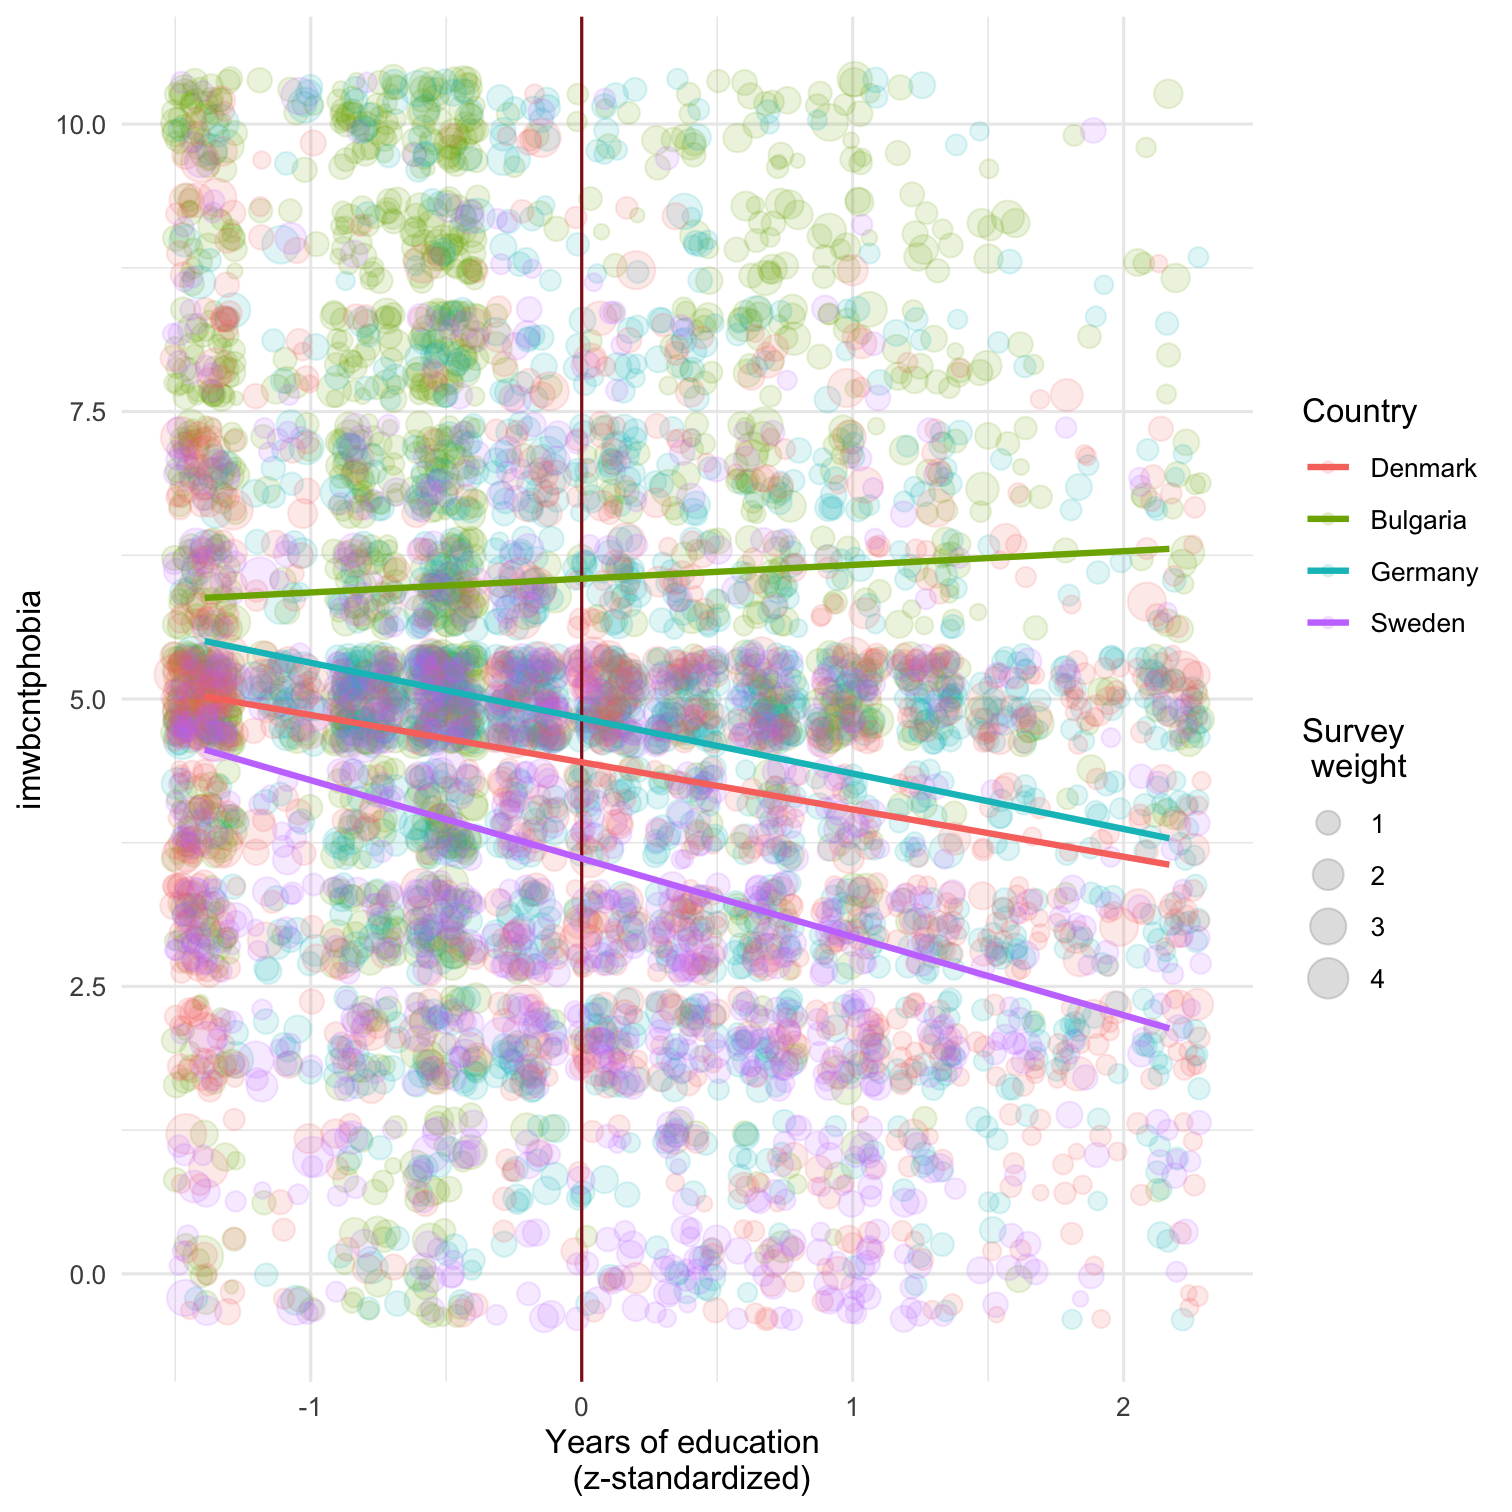 10.0
7.5
5.0
2.5
0.0
imwbcntphobia
-1
0
1
2
Years of education
(z-standardized)
Country
Denmark
Bulgaria
Germany
Sweden
Survey
weight
1
2
3
4